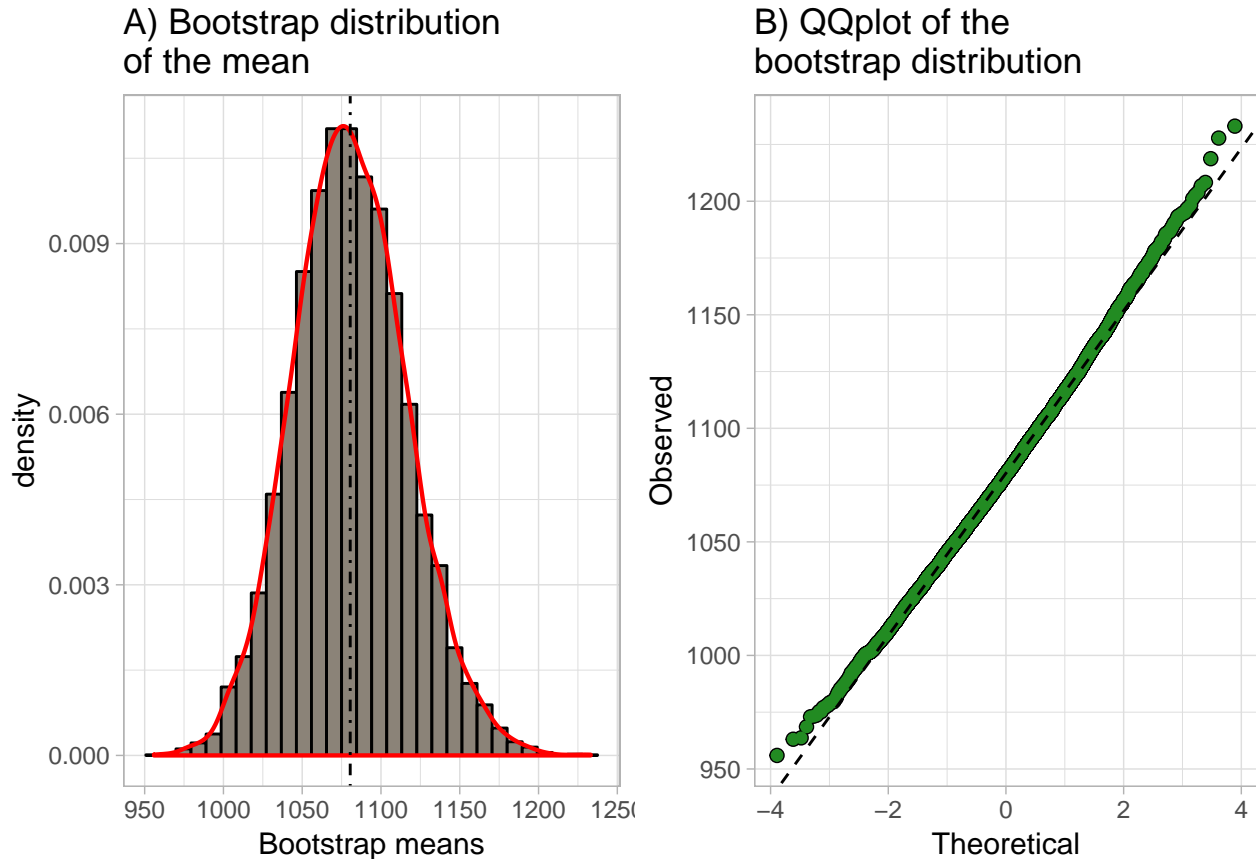 A) Bootstrap distribution
of the mean
density
0.009
0.006
0.003
0.000
950 1000 1050 1100 1150 1200 1250
Bootstrap means
B) QQplot of the
bootstrap distribution
Observed
1200
1150
1100
1050
1000
950
−4 −2 0 2 4
Theoretical